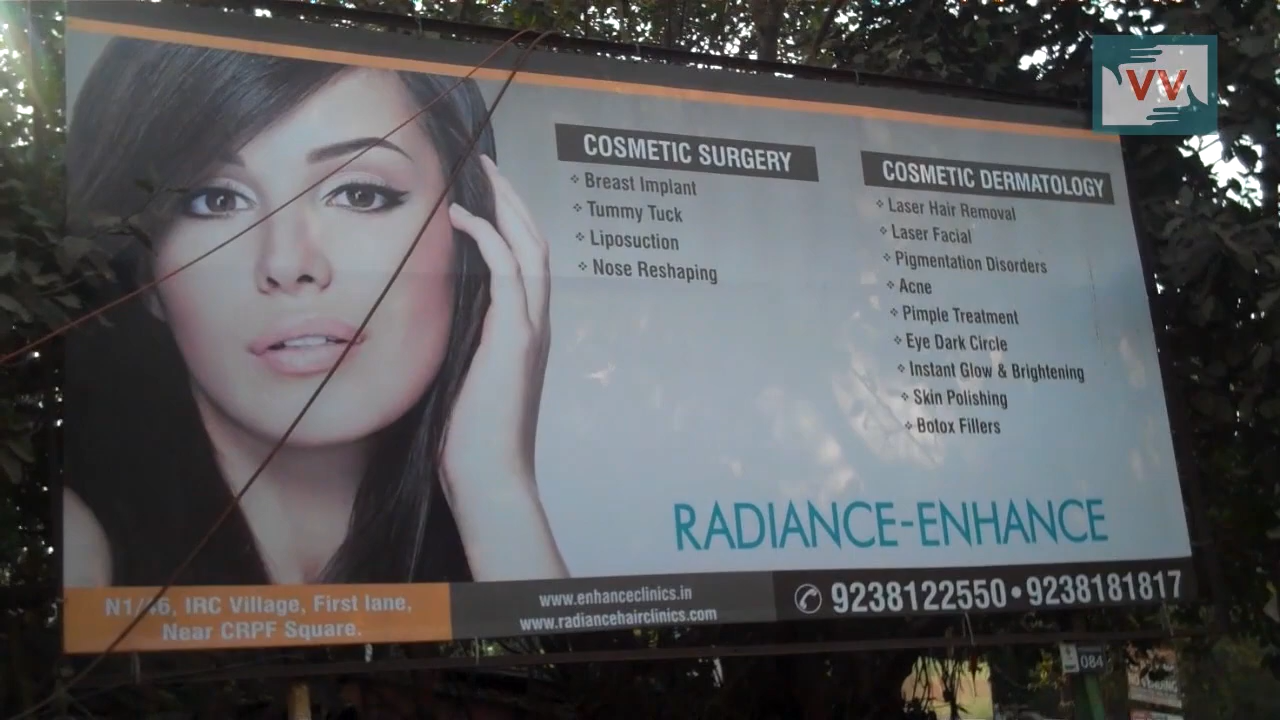 VV
COSMETIC SURGERY
Breast Implant
Tummy Tuck
Liposuction
Nose Reshaping
COSMETIC DERMATOLOGY
Laser Hair Removal
Laser Facial
Pigmentation Disorders
Acne
Pimple Treatment
Eye Dark Circle
Instant Glow & Brightening
Skin Polishing
Botox Fillers
RADIANCE-ENHANCE
IRC Village, First lane,
Near CRPF Square.
www.enhanceclinics.in
www.radiancehairclinics.com
9238122550 • 9238181817
084